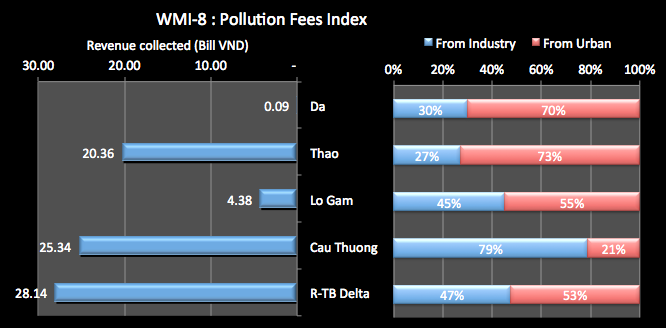 WMI-8 : Pollution Fees Index
Revenue collected (Bill VND)
30.00 20.00 10.00 -
From Industry From Urban
0% 20% 40% 60% 80% 100%
0.09 Da 30% 70%
20.36 Thao 27% 73%
4.38 Lo Gam 45% 55%
25.34 Cau Thuong 79% 21%
28.14 R-TB Delta 47% 53%